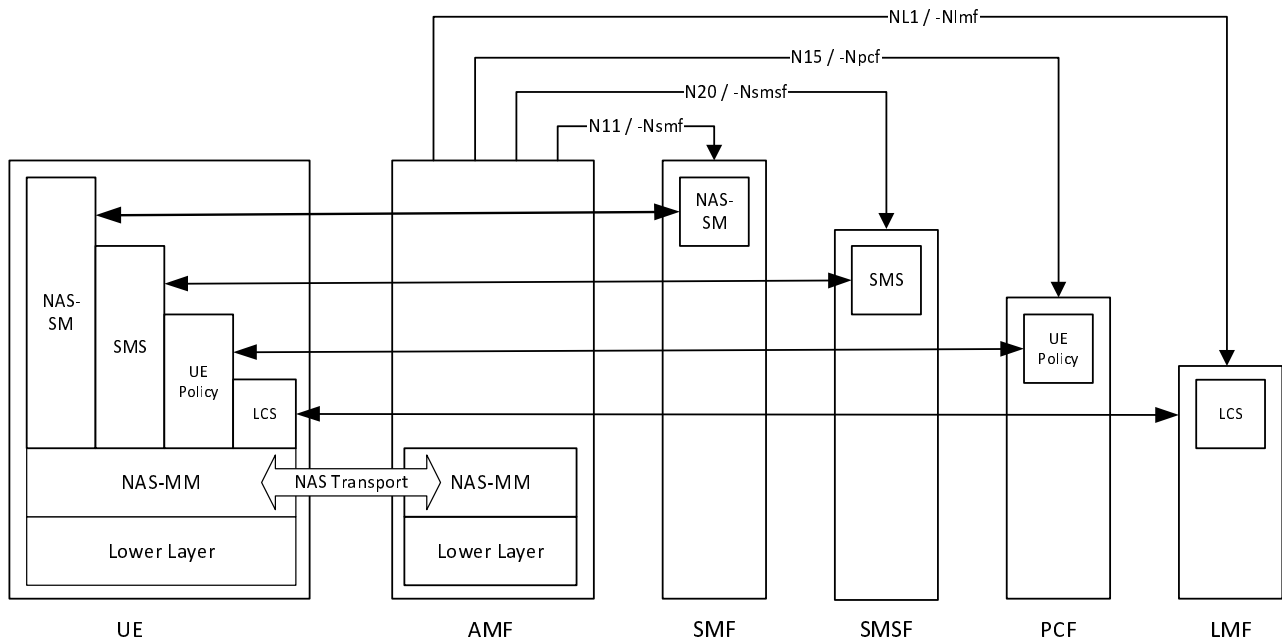 NL1 / -Nlmf
N15 / -Npcf
N20 / -Nsmsf
N11 / -Nsmf
NAS-
SM
SMS
UE
Policy
LCS
NAS-MM
Lower Layer
NAS Transport
NAS-MM
Lower Layer
NAS-
SM
SMS
UE
Policy
LCS
UE
AMF
SMF
SMSF
PCF
LMF